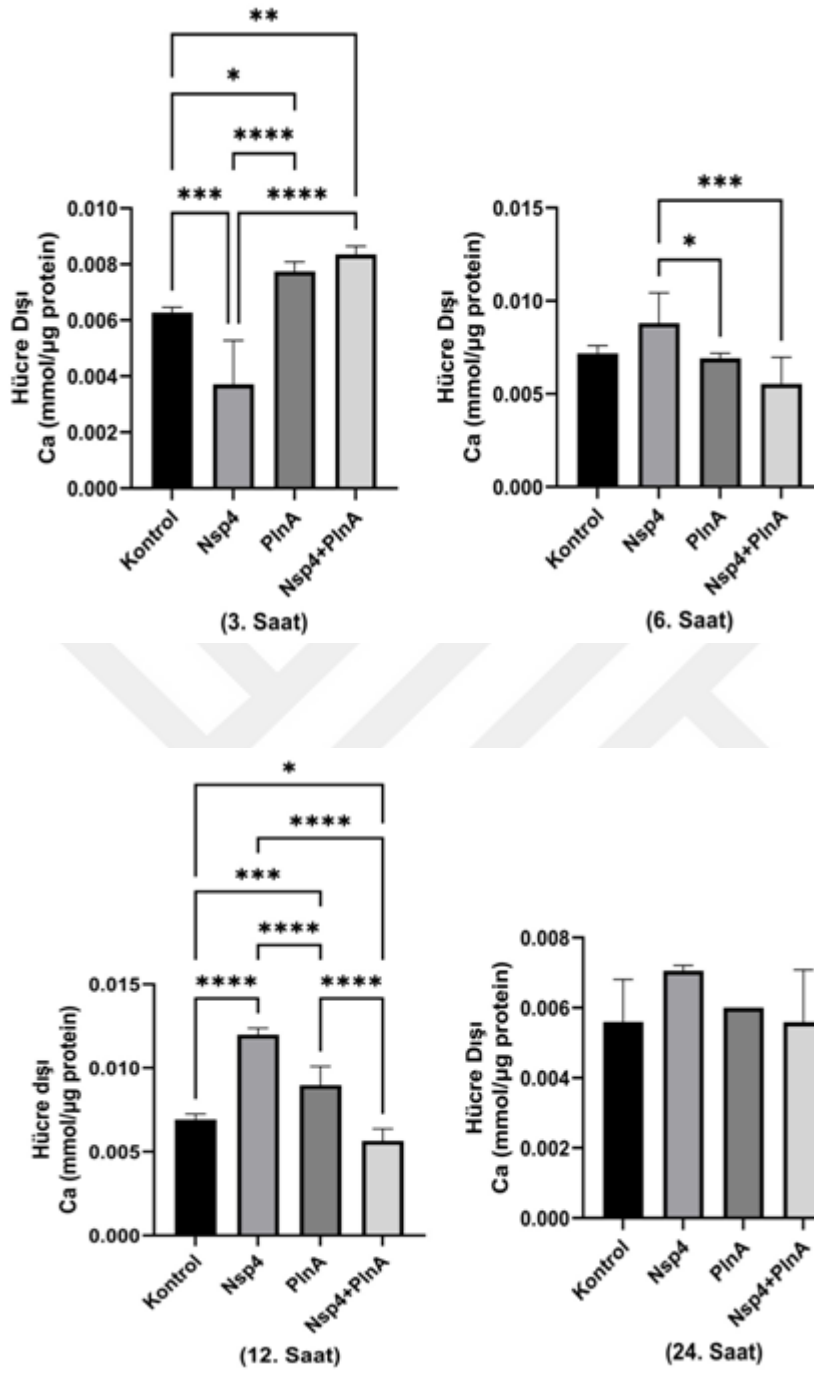 **
*
****
***
****
0.010
0.008
0.006
0.004
0.002
0.000
Hücre Dışı
Ca (mmol/µg protein)
Kontrol
Nsp4
PlnA
Nsp4+PlnA
(3. Saat)
***
*
0.015
0.010
0.005
0.000
Hücre Dışı
Ca (mmol/µg protein)
Kontrol
Nsp4
PlnA
Nsp4+PlnA
(6. Saat)
*
****
***
****
****
****
0.015
0.010
0.005
0.000
Hücre dışı
Ca (mmol/µg protein)
Kontrol
Nsp4
PlnA
Nsp4+PlnA
(12. Saat)
0.008
0.006
0.004
0.002
0.000
Hücre Dışı
Ca (mmol/µg protein)
Kontrol
Nsp4
PlnA
Nsp4+PlnA
(24. Saat)